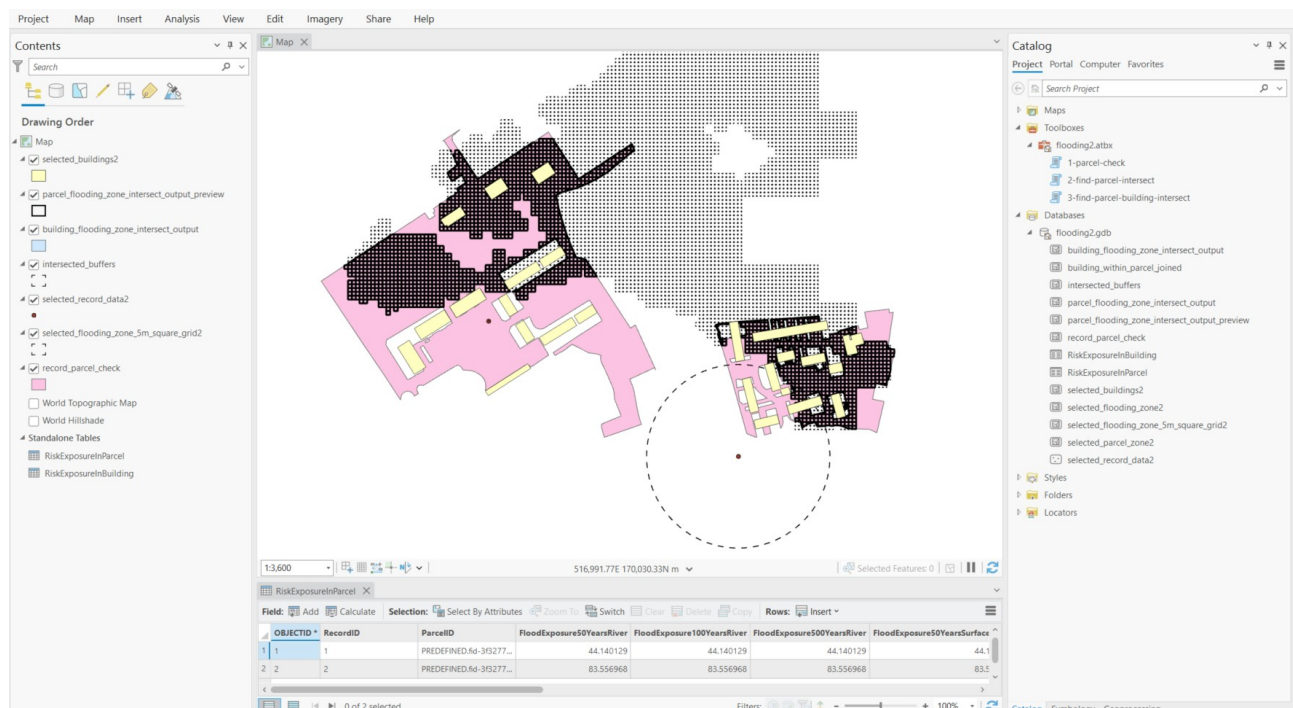 Project Map Insert Analysis View Edit Imagery Share Help
Contents
Search
Drawing Order
Map
selected_buildings2
parcel_flooding_zone_intersect_output_preview
building_flooding_zone_intersect_output
intersected_buffers
selected_record_data2
selected_flooding_zone_5m_square_grid2
record_parcel_check
World Topographic Map
World Hillshade
Standalone Tables
RiskExposureInParcel
RiskExposureInBuilding
Map
1:3,600
516,991.77E 170,030.33N m
Selected Features: 0
RiskExposureInParcel
Field: Add Calculate Selection: Select By Attributes Zoom To Switch Clear Delete Copy Rows: Insert
OBJECTID * RecordID ParcelID FloodExposure50YearsRiver FloodExposure100YearsRiver FloodExposure500YearsRiver FloodExposure50YearsSurface
1 1 1 PREDEFINED.fid-3f3277... 44.140129 44.140129 44.140129 44.1
2 2 2 PREDEFINED.fid-3f3277... 83.556968 83.556968 83.556968 83.5
0 of 2 selected
Filters: 100%
Catalog
Project Portal Computer Favorites
Search Project
Maps
Toolboxes
flooding2.atbx
1-parcel-check
2-find-parcel-intersect
3-find-parcel-building-intersect
Databases
flooding2.gdb
building_flooding_zone_intersect_output
building_within_parcel_joined
intersected_buffers
parcel_flooding_zone_intersect_output
parcel_flooding_zone_intersect_output_preview
record_parcel_check
RiskExposureInBuilding
RiskExposureInParcel
selected_buildings2
selected_flooding_zone2
selected_flooding_zone_5m_square_grid2
selected_parcel_zone2
selected_record_data2
Styles
Folders
Locators
Catalog Symbology Geoprocessing